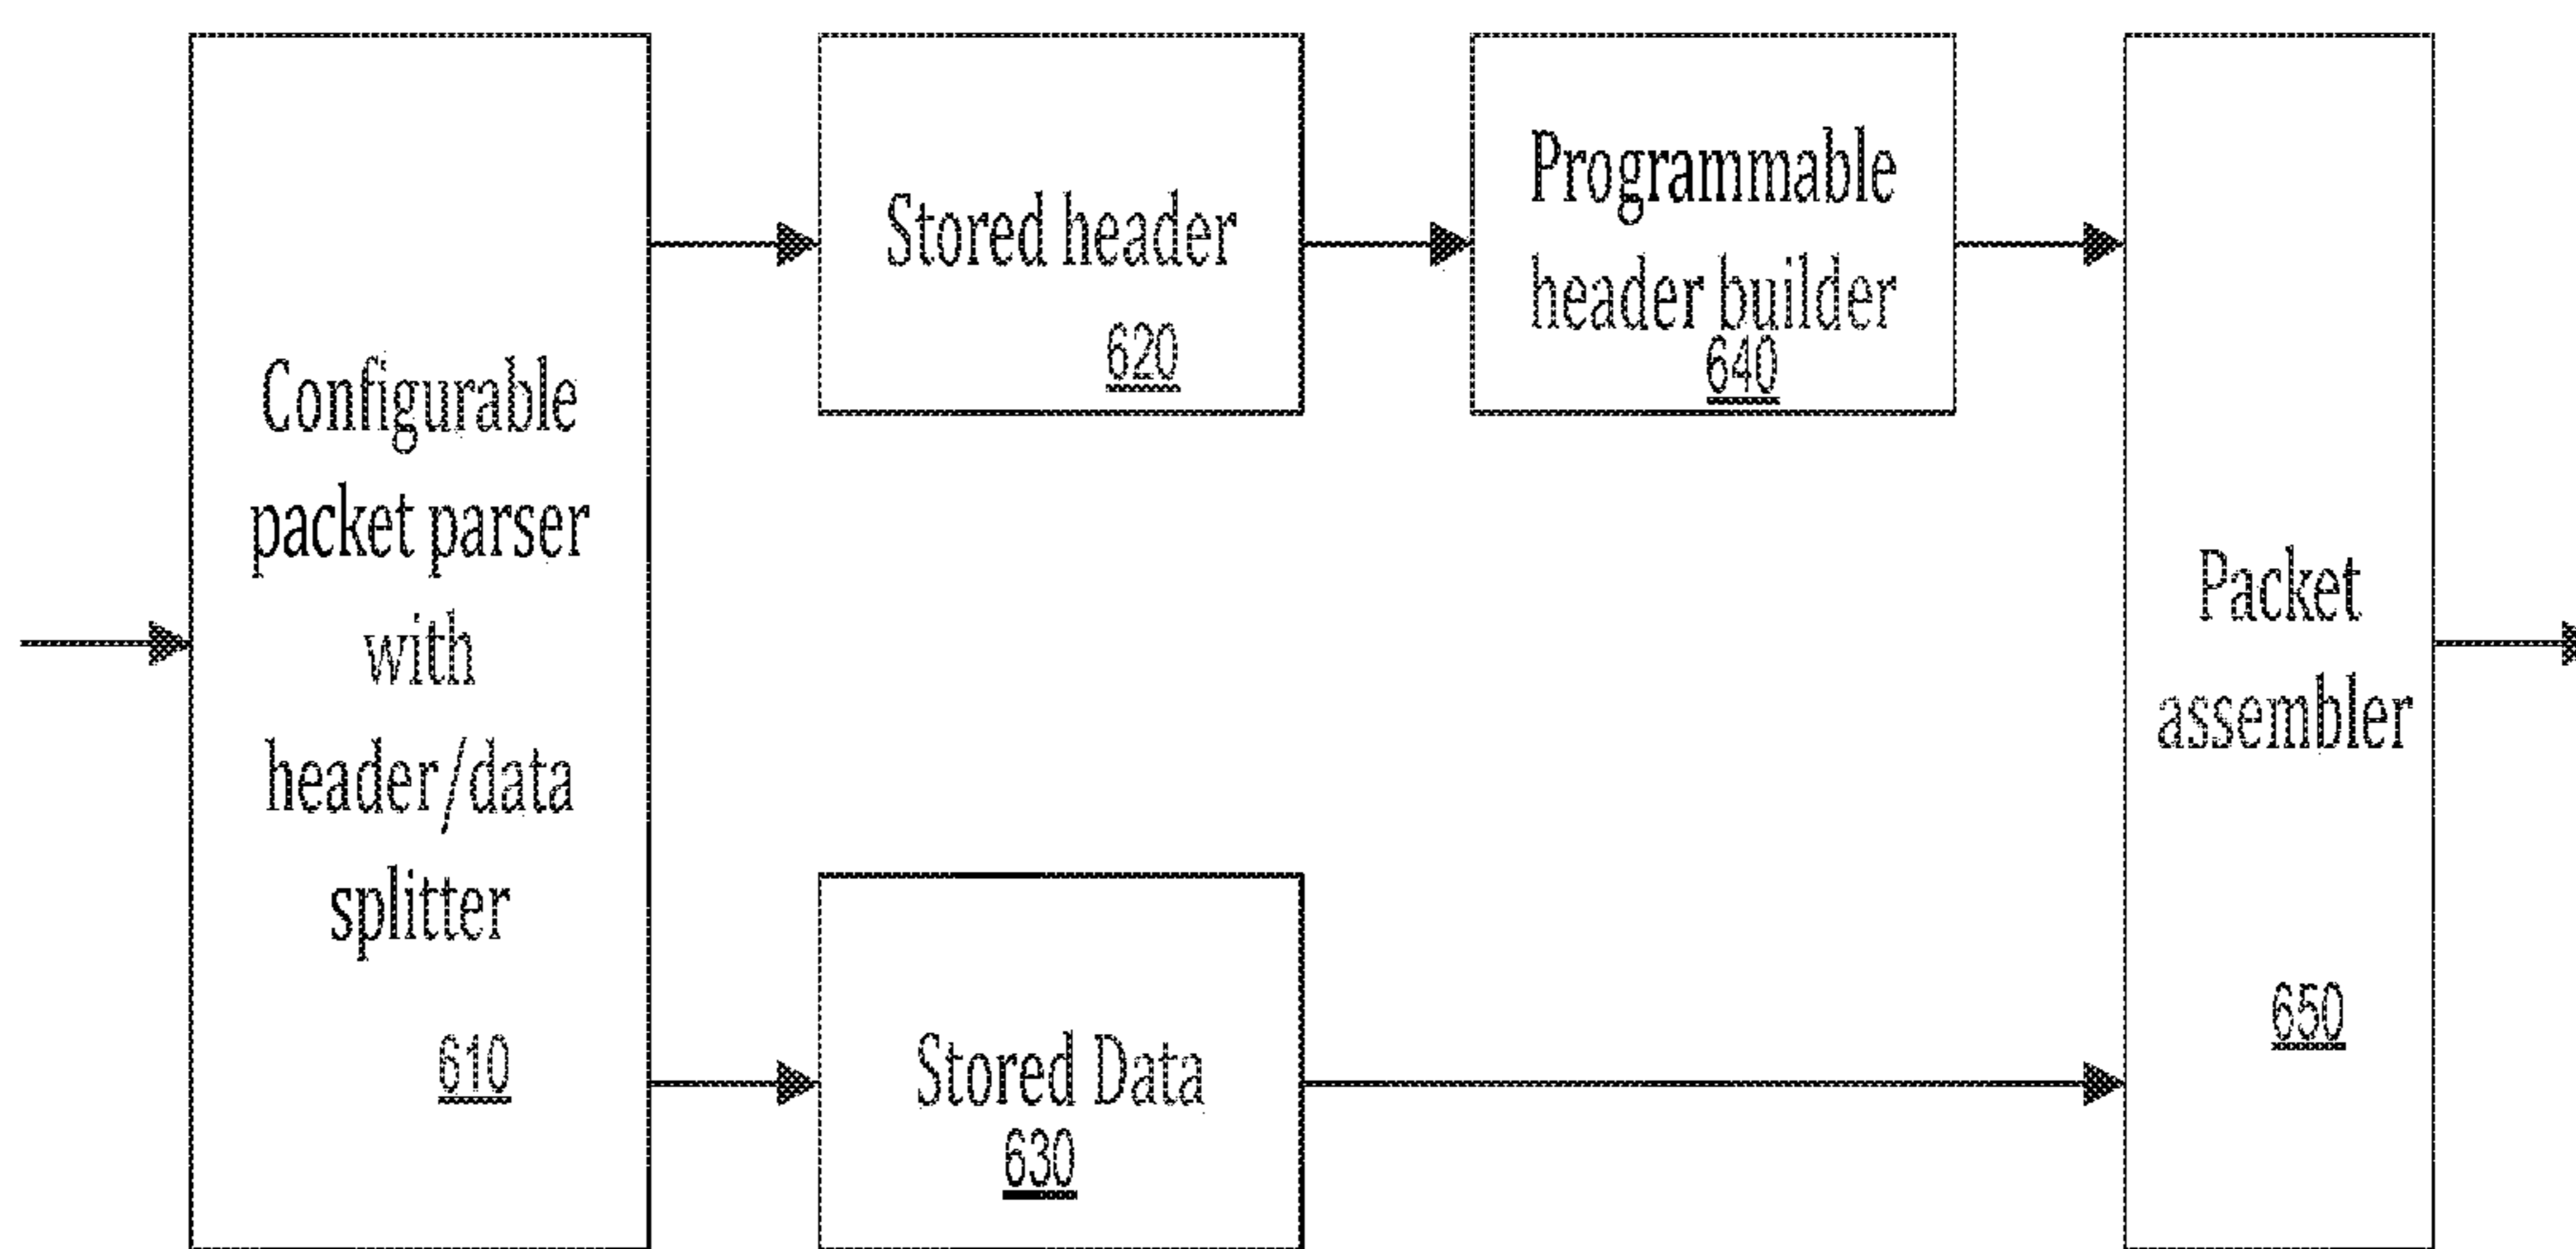 Configurable
packet parser
with
header/data
splitter
610
Stored header
620
Programmable
header builder
640
Stored Data
630
Packet
assembler
650